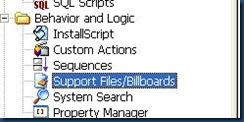 SQL Scripts
Behavior and Logic
InstallScript
Custom Actions
Sequences
Support Files/Billboards
System Search
Property Manager